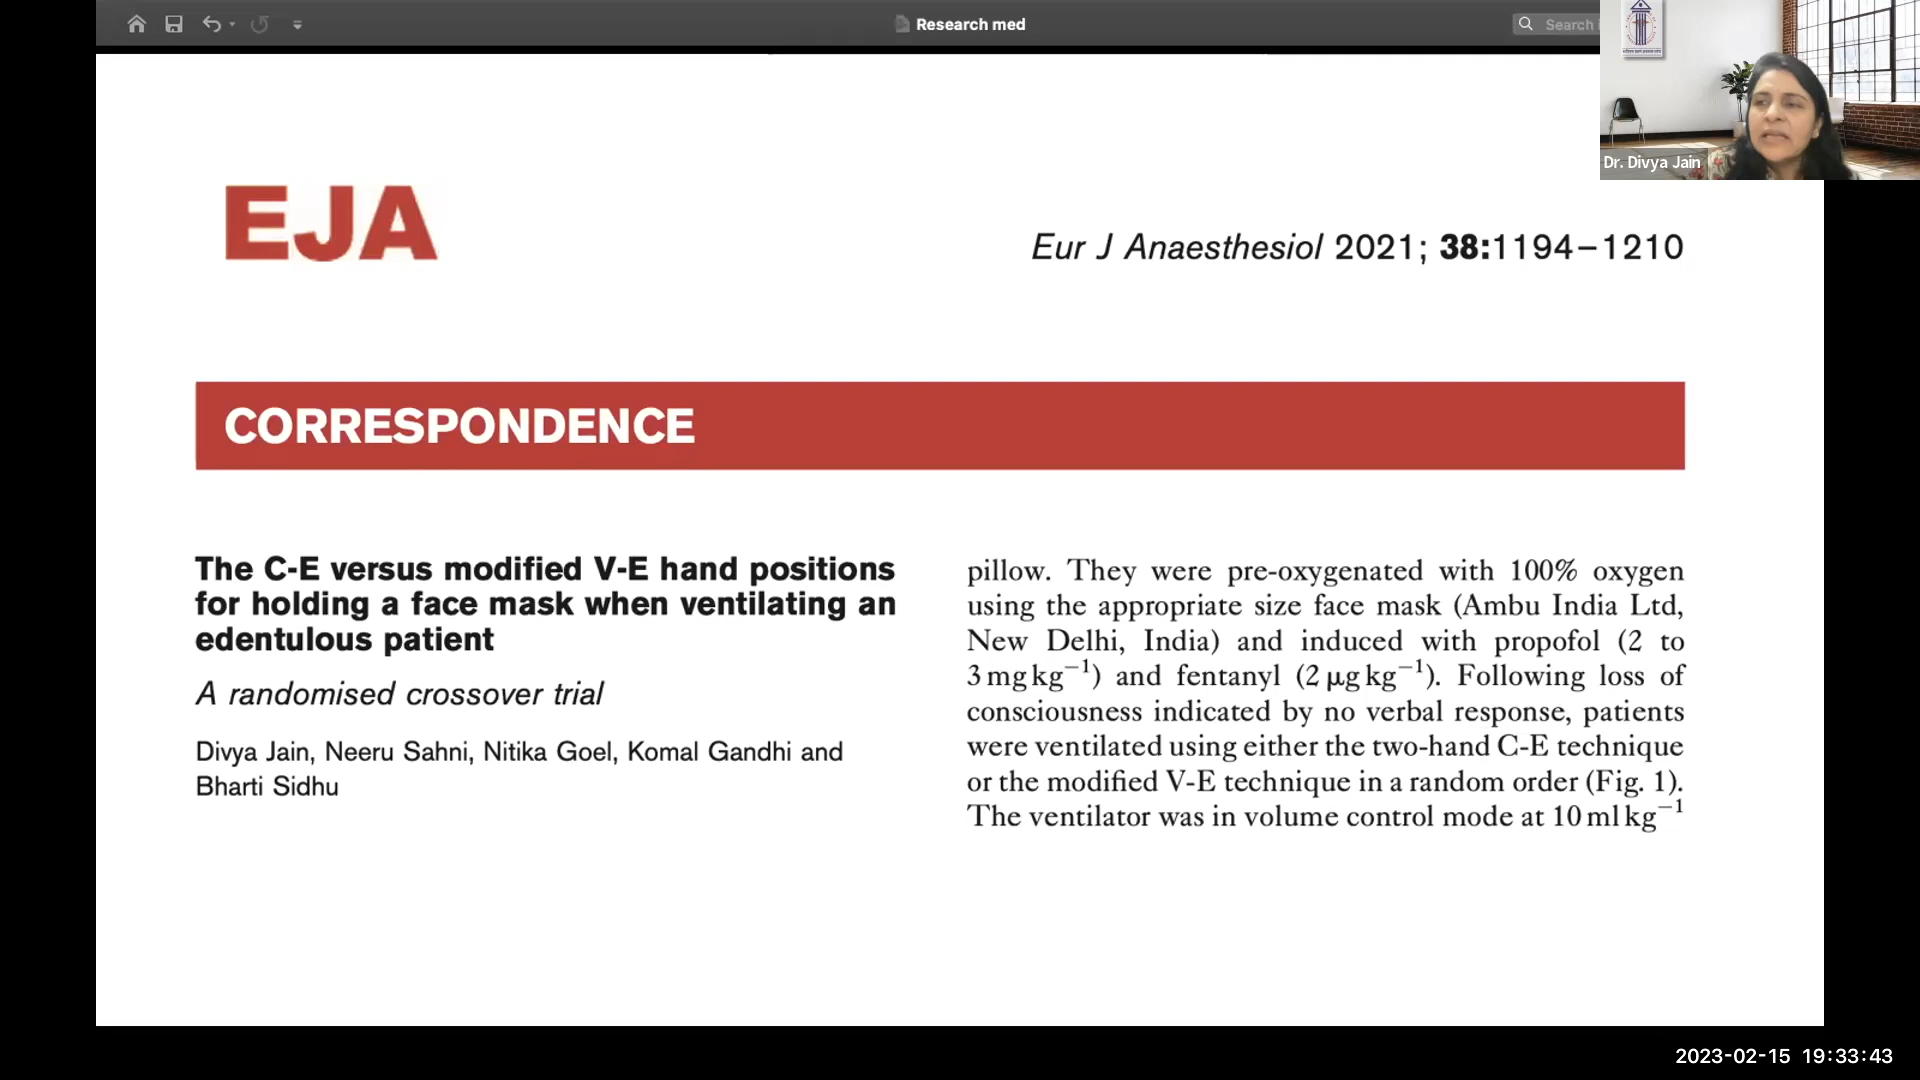 Research med
Search i
Dr. Divya Jain
EJA
Eur J Anaesthesiol 2021; 38:1194–1210
CORRESPONDENCE
The C-E versus modified V-E hand positions
for holding a face mask when ventilating an
edentulous patient
A randomised crossover trial
Divya Jain, Neeru Sahni, Nitika Goel, Komal Gandhi and
Bharti Sidhu
pillow. They were pre-oxygenated with 100% oxygen
using the appropriate size face mask (Ambu India Ltd,
New Delhi, India) and induced with propofol (2 to
3 mg kg⁻¹) and fentanyl (2 μg kg⁻¹). Following loss of
consciousness indicated by no verbal response, patients
were ventilated using either the two-hand C-E technique
or the modified V-E technique in a random order (Fig. 1).
The ventilator was in volume control mode at 10 ml kg⁻¹
2023-02-15 19:33:43